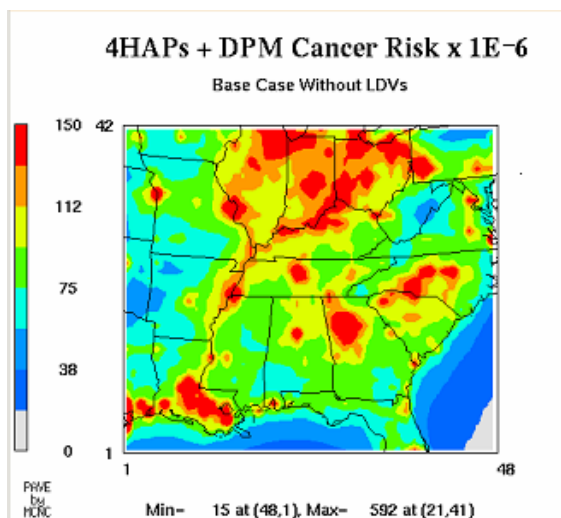 4HAPs + DPM Cancer Risk x 1E-6
Base Case Without LDVs
150
112
75
38
0
42
1
1
48
PAVE
by
MCNC
Min= 15 at (48,1), Max= 592 at (21,41)